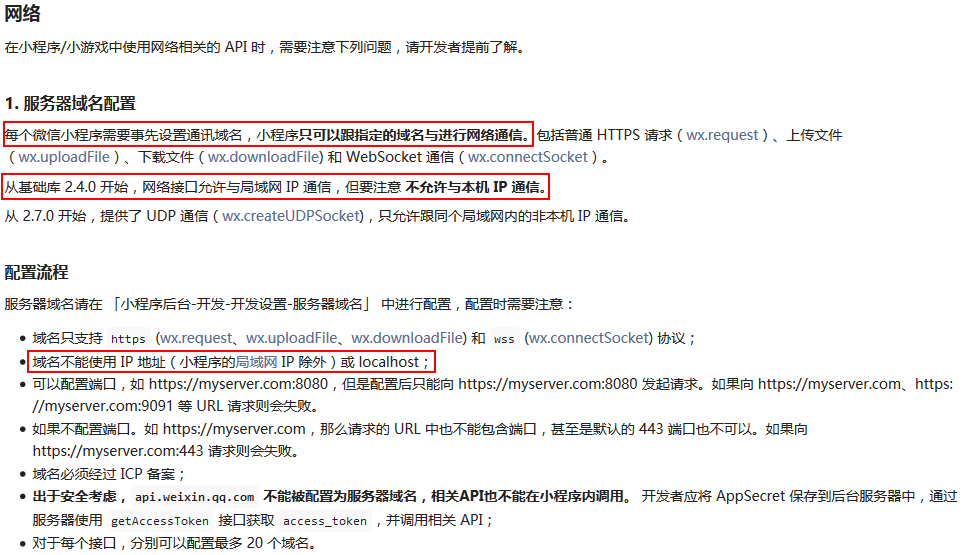 网络
在小程序/小游戏中使用网络相关的 API 时，需要注意下列问题，请开发者提前了解。
1. 服务器域名配置
每个微信小程序需要事先设置通讯域名，小程序只可以跟指定的域名与进行网络通信。包括普通 HTTPS 请求（wx.request）、上传文件
（wx.uploadFile）、下载文件（wx.downloadFile) 和 WebSocket 通信（wx.connectSocket）。
从基础库 2.4.0 开始，网络接口允许与局域网 IP 通信，但要注意 不允许与本机 IP 通信。
从 2.7.0 开始，提供了 UDP 通信（wx.createUDPSocket)，只允许跟同个局域网内的非本机 IP 通信。
配置流程
服务器域名请在 「小程序后台-开发-开发设置-服务器域名」 中进行配置，配置时需要注意：
• 域名只支持 https (wx.request、wx.uploadFile、wx.downloadFile) 和 wss (wx.connectSocket) 协议；
• 域名不能使用 IP 地址（小程序的局域网 IP 除外）或 localhost；
• 可以配置端口，如 https://myserver.com:8080，但是配置后只能向 https://myserver.com:8080 发起请求。如果向 https://myserver.com、https:
//myserver.com:9091 等 URL 请求则会失败。
• 如果不配置端口。如 https://myserver.com，那么请求的 URL 中也不能包含端口，甚至是默认的 443 端口也不可以。如果向
https://myserver.com:443 请求则会失败。
• 域名必须经过 ICP 备案；
• 出于安全考虑，api.weixin.qq.com 不能被配置为服务器域名，相关API也不能在小程序内调用。 开发者应将 AppSecret 保存到后台服务器中，通过
服务器使用 getAccessToken 接口获取 access_token，并调用相关 API；
• 对于每个接口，分别可以配置最多 20 个域名。